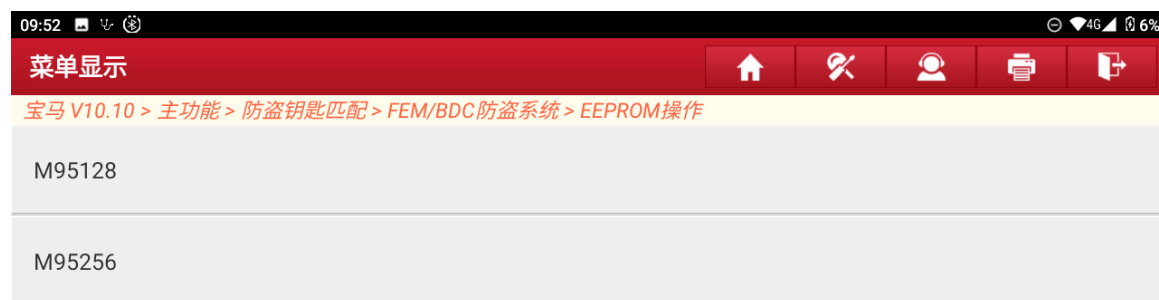 09:52 4G 6%
菜单显示
宝马 V10.10 > 主功能 > 防盗钥匙匹配 > FEM/BDC防盗系统 > EEPROM操作
M95128
M95256